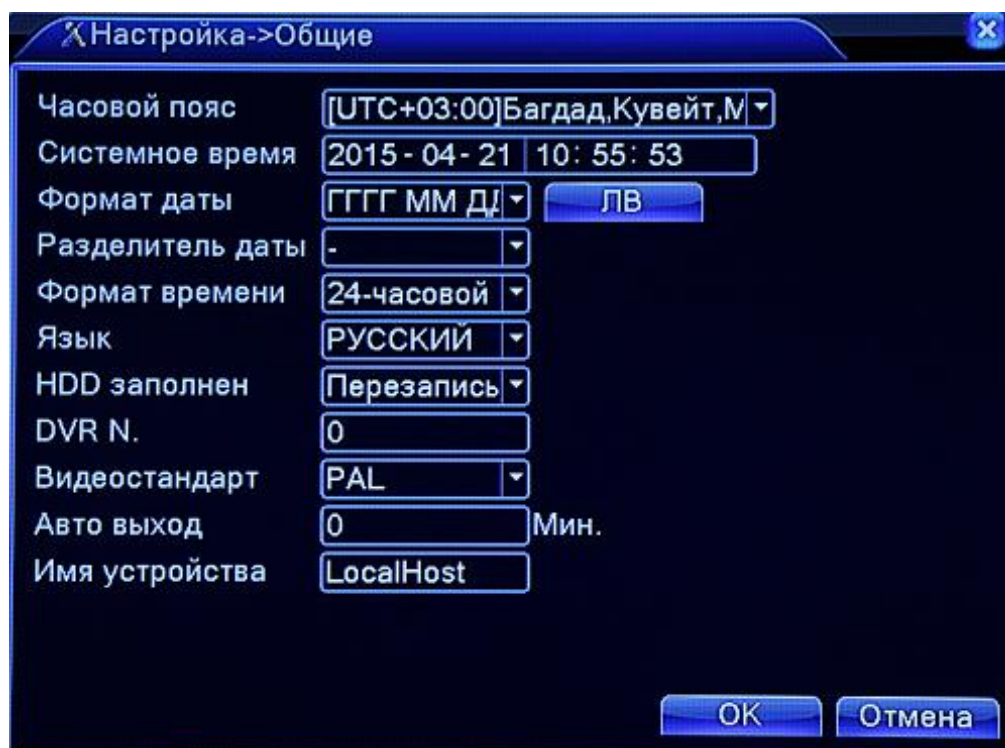 Настройка->Общие
Часовой пояс [UTC+03:00]Багдад,Кувейт,М
Системное время 2015-04-21 10:55:53
Формат даты ГГГГ ММ ДД ЛВ
Разделитель даты -
Формат времени 24-часовой
Язык РУССКИЙ
HDD заполнен Перезапись
DVR N. 0
Видеостандарт PAL
Авто выход 0 Мин.
Имя устройства LocalHost
OK Отмена